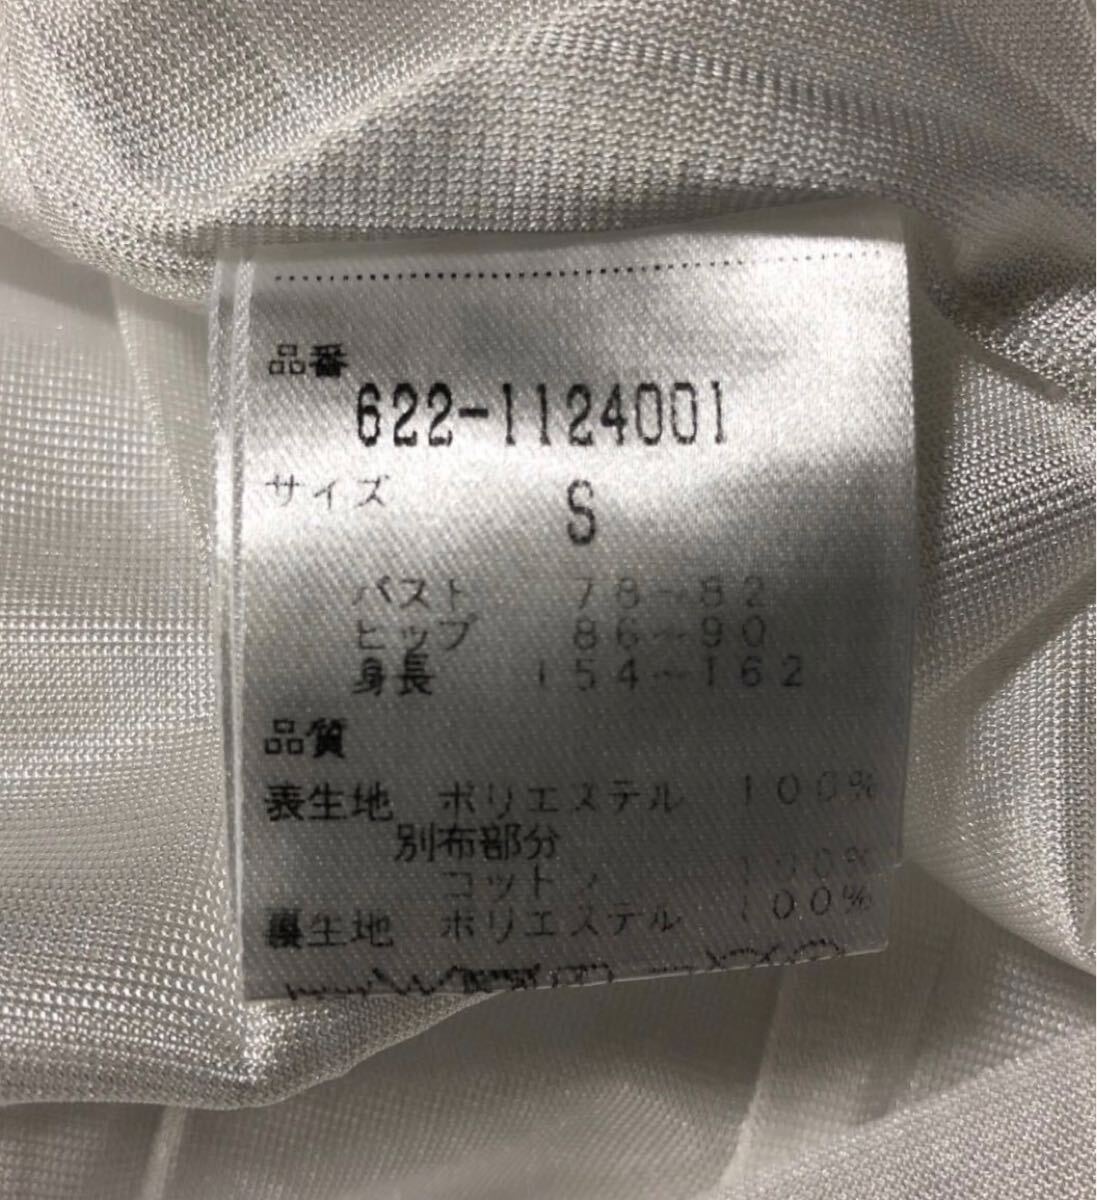 品番
622-1124001
サイズ S
バスト 78~82
ヒップ 86~90
身長 154~162
品質
表生地 ポリエステル 100%
別布部分
コットン 100%
裏生地 ポリエステル 100%